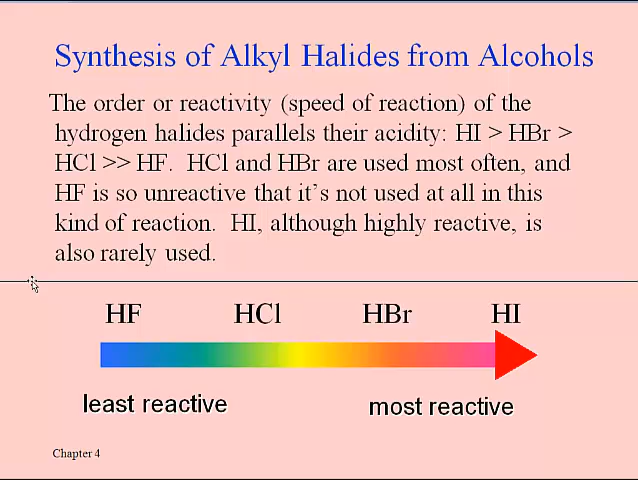 Synthesis of Alkyl Halides from Alcohols
The order or reactivity (speed of reaction) of the
hydrogen halides parallels their acidity: HI > HBr >
HCl >> HF. HCl and HBr are used most often, and
HF is so unreactive that it’s not used at all in this
kind of reaction. HI, although highly reactive, is
also rarely used.
HF HCl HBr HI
least reactive most reactive
Chapter 4